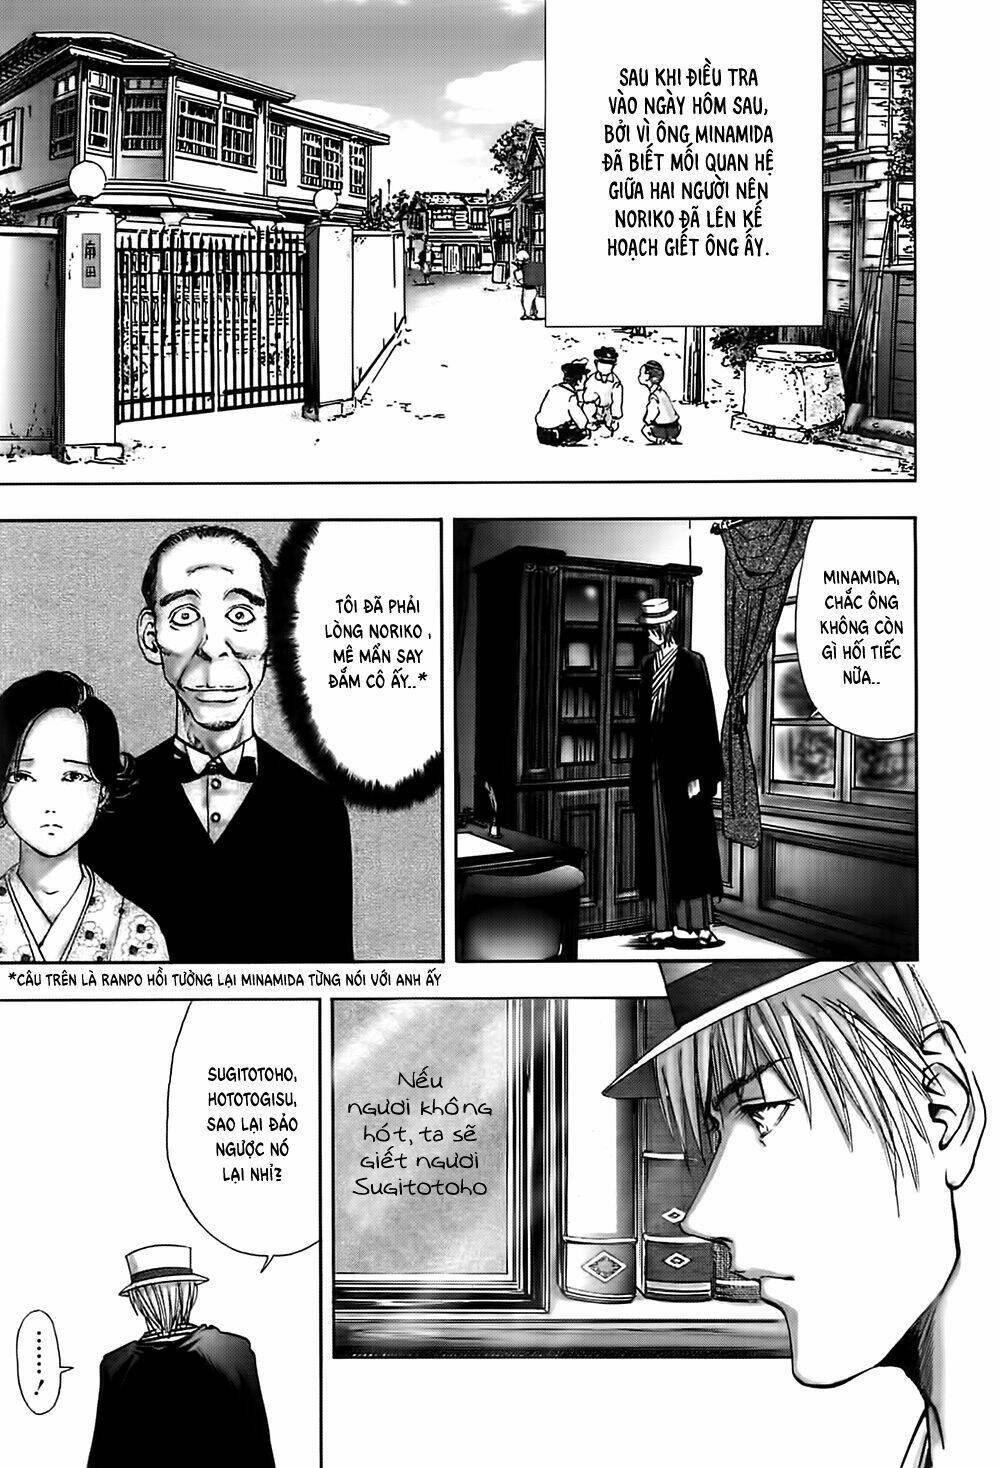 SAU KHI ĐIỀU TRA
VÀO NGÀY HÔM SAU,
BỞI VÌ ÔNG MINAMIDA
ĐÃ BIẾT MỐI QUAN HỆ
GIỮA HAI NGƯỜI NÊN
NORIKO ĐÃ LÊN KẾ
HOẠCH GIẾT ÔNG ẤY.
南田
MINAMIDA,
CHẮC ÔNG
KHÔNG CÒN
GÌ HỐI TIẾC
NỮA..
TÔI ĐÃ PHẢI
LÒNG NORIKO ,
MÊ MẨN SAY
ĐẮM CÔ ẤY..*
*CÂU TRÊN LÀ RANPO HỒI TƯỞNG LẠI MINAMIDA TỪNG NÓI VỚI ANH ẤY
Nếu
ngươi không
hót, ta sẽ
giết ngươi
Sugitotoho
SUGITOTOHO,
HOTOTOGISU,
SAO LẠI ĐẢO
NGƯỢC NÓ
LẠI NHỈ?
......!